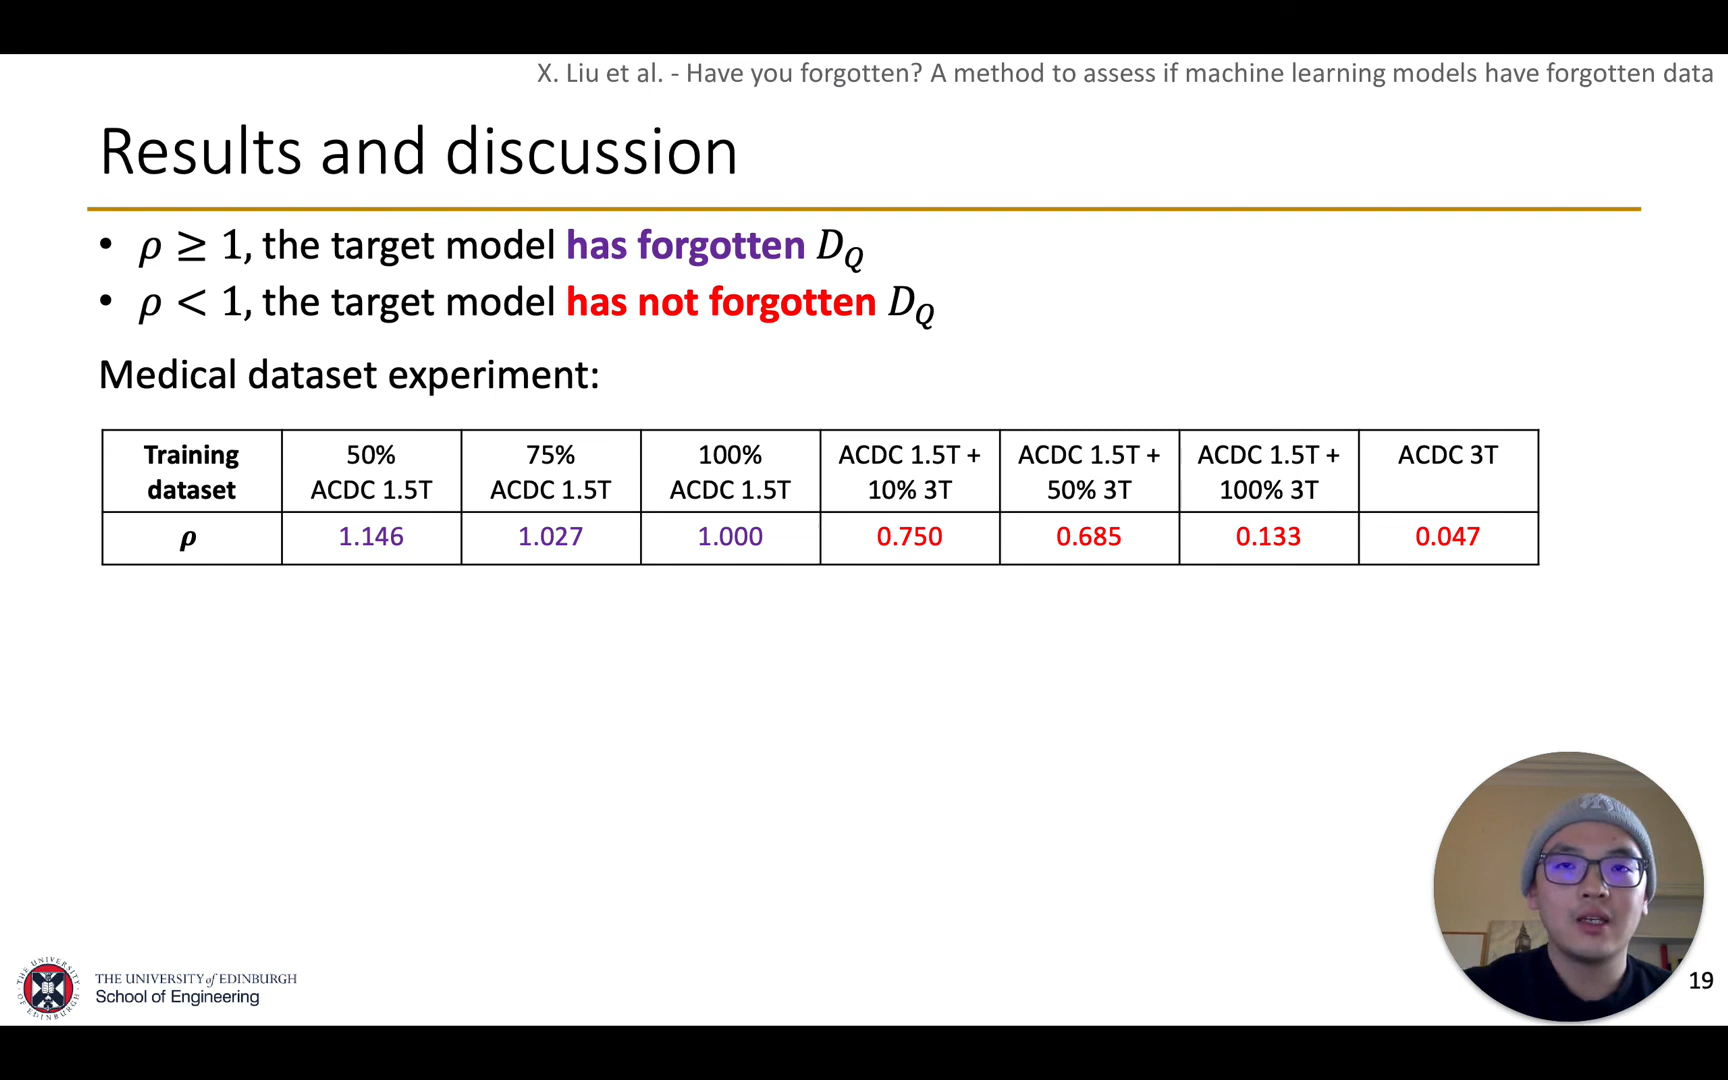 X. Liu et al. - Have you forgotten? A method to assess if machine learning models have forgotten data
Results and discussion
• ρ ≥ 1, the target model has forgotten D_Q
• ρ < 1, the target model has not forgotten D_Q
Medical dataset experiment:
Training dataset | 50% ACDC 1.5T | 75% ACDC 1.5T | 100% ACDC 1.5T | ACDC 1.5T + 10% 3T | ACDC 1.5T + 50% 3T | ACDC 1.5T + 100% 3T | ACDC 3T
ρ | 1.146 | 1.027 | 1.000 | 0.750 | 0.685 | 0.133 | 0.047
THE UNIVERSITY of EDINBURGH
School of Engineering
19